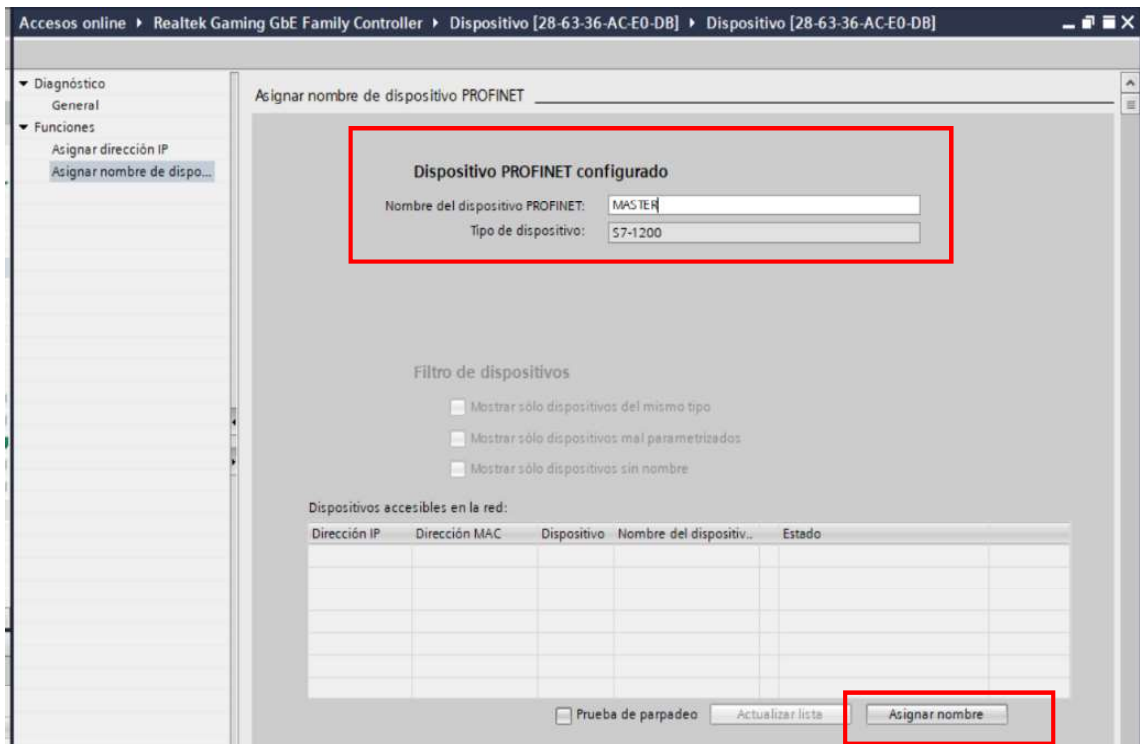 Accesos online ▸ Realtek Gaming GbE Family Controller ▸ Dispositivo [28-63-36-AC-E0-DB] ▸ Dispositivo [28-63-36-AC-E0-DB]
Diagnóstico
General
Funciones
Asignar dirección IP
Asignar nombre de dispo...
Asignar nombre de dispositivo PROFINET
Dispositivo PROFINET configurado
Nombre del dispositivo PROFINET: MASTER
Tipo de dispositivo: S7-1200
Filtro de dispositivos
Mostrar sólo dispositivos del mismo tipo
Mostrar sólo dispositivos mal parametrizados
Mostrar sólo dispositivos sin nombre
Dispositivos accesibles en la red:
Dirección IP Dirección MAC Dispositivo Nombre del dispositiv.. Estado
Prueba de parpadeo Actualizar lista Asignar nombre